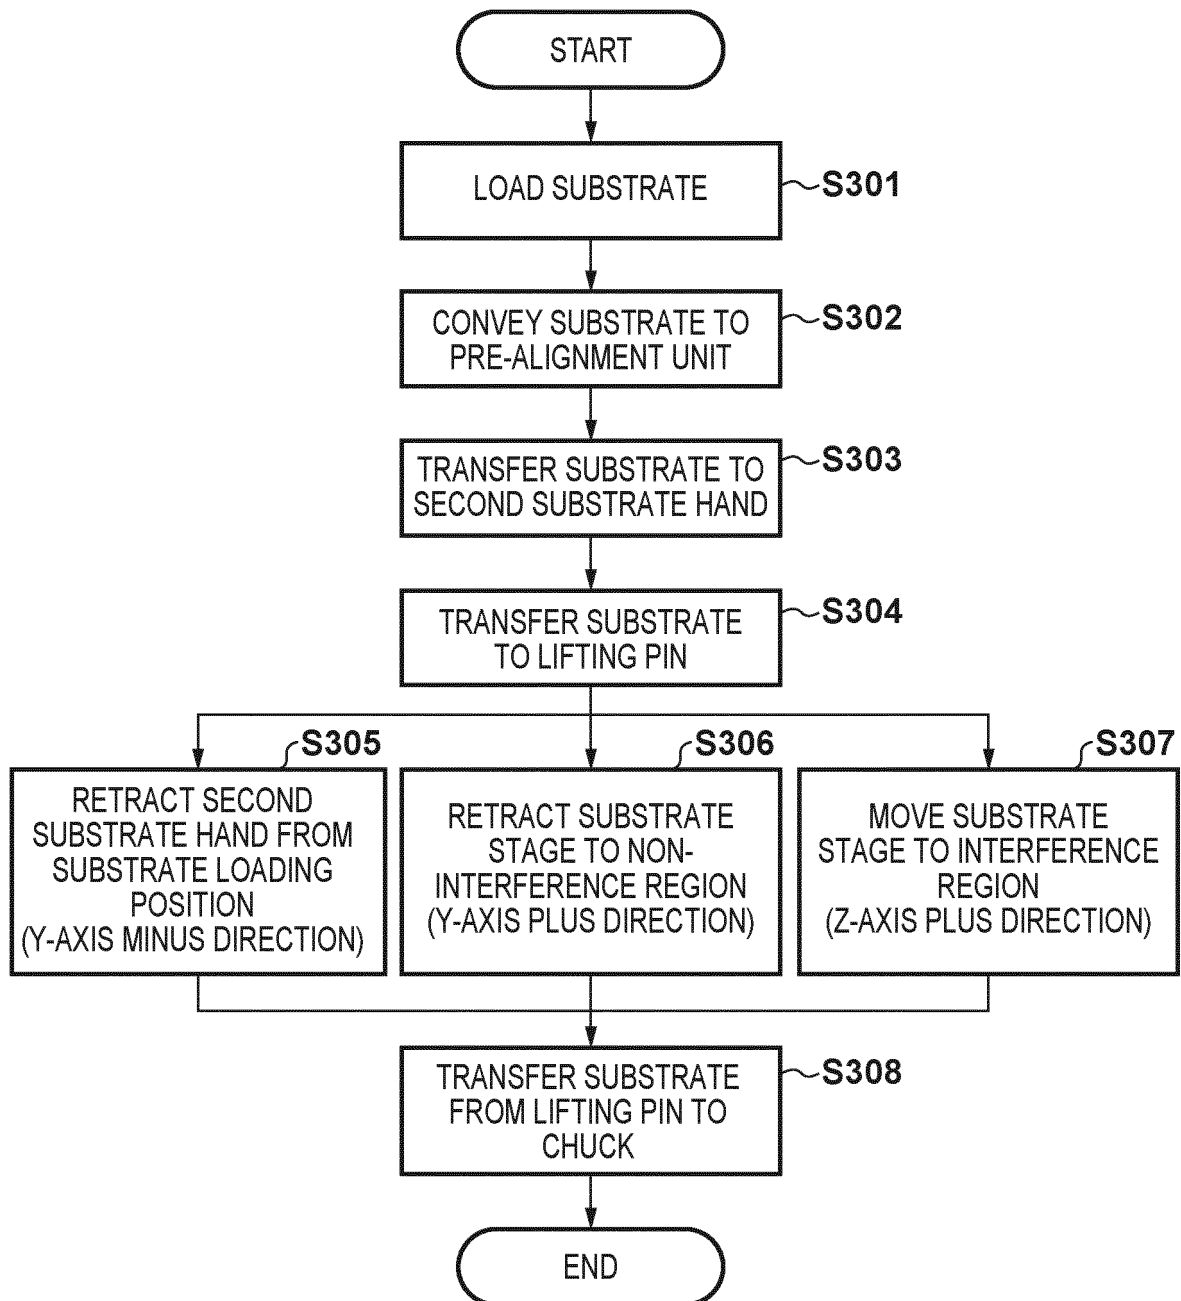 START
LOAD SUBSTRATE
S301
CONVEY SUBSTRATE TO
PRE-ALIGNMENT UNIT
S302
TRANSFER SUBSTRATE TO
SECOND SUBSTRATE HAND
S303
TRANSFER SUBSTRATE
TO LIFTING PIN
S304
S305
RETRACT SECOND
SUBSTRATE HAND FROM
SUBSTRATE LOADING
POSITION
(Y-AXIS MINUS DIRECTION)
S306
RETRACT SUBSTRATE
STAGE TO NON-
INTERFERENCE REGION
(Y-AXIS PLUS DIRECTION)
S307
MOVE SUBSTRATE
STAGE TO INTERFERENCE
REGION
(Z-AXIS PLUS DIRECTION)
TRANSFER SUBSTRATE
FROM LIFTING PIN TO
CHUCK
S308
END